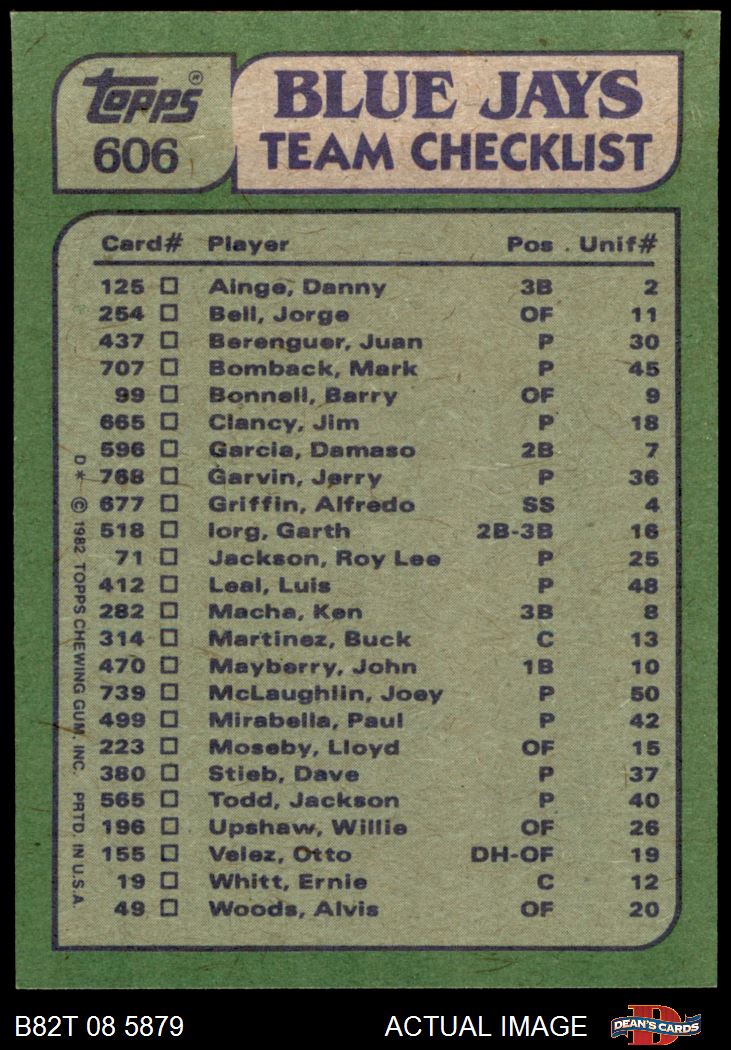 TOPPS®
606
BLUE JAYS
TEAM CHECKLIST
Card# Player Pos. Unif#
125 Ainge, Danny 3B 2
254 Bell, Jorge OF 11
437 Berenguer, Juan P 30
707 Bomback, Mark P 45
99 Bonnell, Barry OF 9
665 Clancy, Jim P 18
596 Garcia, Damaso 2B 7
768 Garvin, Jerry P 36
677 Griffin, Alfredo SS 4
518 Iorg, Garth 2B-3B 16
71 Jackson, Roy Lee P 25
412 Leal, Luis P 48
282 Macha, Ken 3B 8
314 Martinez, Buck C 13
470 Mayberry, John 1B 10
739 McLaughlin, Joey P 50
499 Mirabella, Paul P 42
223 Moseby, Lloyd OF 15
380 Stieb, Dave P 37
565 Todd, Jackson P 40
196 Upshaw, Willie OF 26
155 Velez, Otto DH-OF 19
19 Whitt, Ernie C 12
49 Woods, Alvis OF 20
D* © 1982 TOPPS CHEWING GUM, INC. PRTD. IN U.S.A.
B82T 08 5879 ACTUAL IMAGE
DEAN'S CARDS